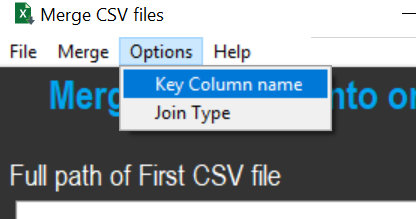 Merge CSV files
File Merge Options Help
Key Column name
Join Type
Full path of First CSV file